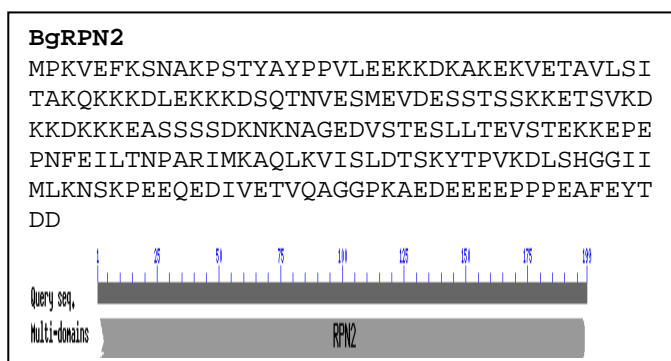 BgRPN2
MPKVEFKSNAKPSTYAYPPVLEEKKDKAKEKVETAVLSI
TAKQKKKDLEKKKDSQTNVESMEVDESSTSSKKETSVKD
KKDKKKKEASSSSDKNKNAGEDVSTESLLTEVSTEKKEPE
PNFEILTNPARIMKAQLKVISLDTSKYTPVKDLSHGGII
MLKNSKPEEQEDIVETVQAGGPKAEDEEEEPPPEAFEYT
DD
1 25 50 75 100 125 150 175 199
Query seq.
Multi-domains RPN2